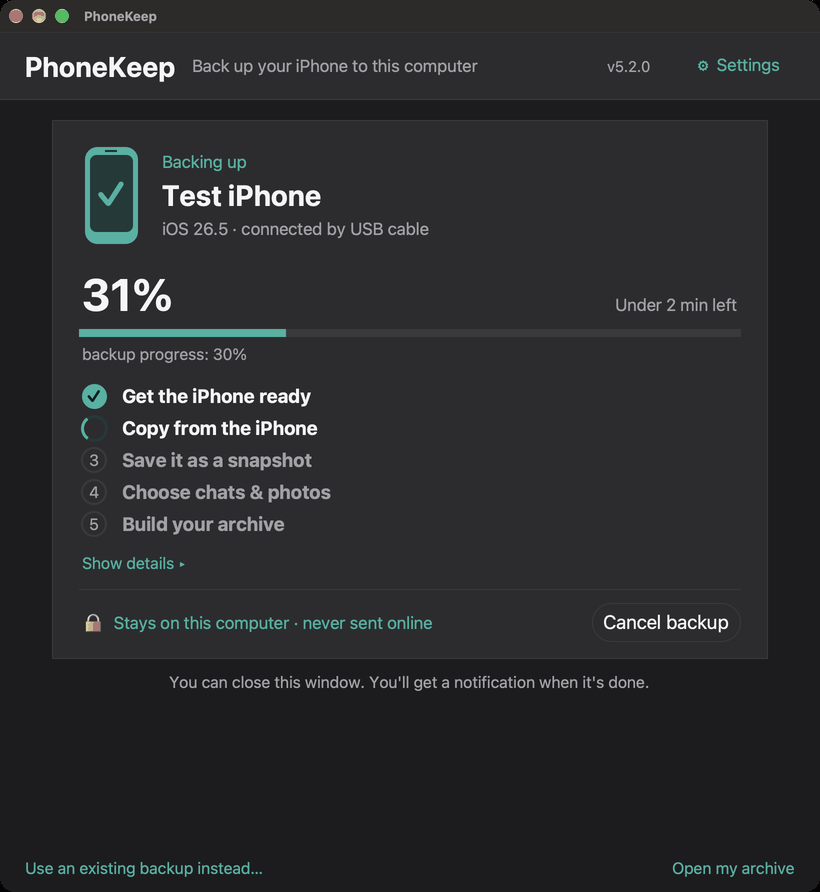 PhoneKeep
PhoneKeep Back up your iPhone to this computer v5.2.0 ⚙ Settings
Backing up
Test iPhone
iOS 26.5 · connected by USB cable
31% Under 2 min left
backup progress: 30%
Get the iPhone ready
Copy from the iPhone
3 Save it as a snapshot
4 Choose chats & photos
5 Build your archive
Show details ▸
Stays on this computer · never sent online Cancel backup
You can close this window. You'll get a notification when it's done.
Use an existing backup instead... Open my archive